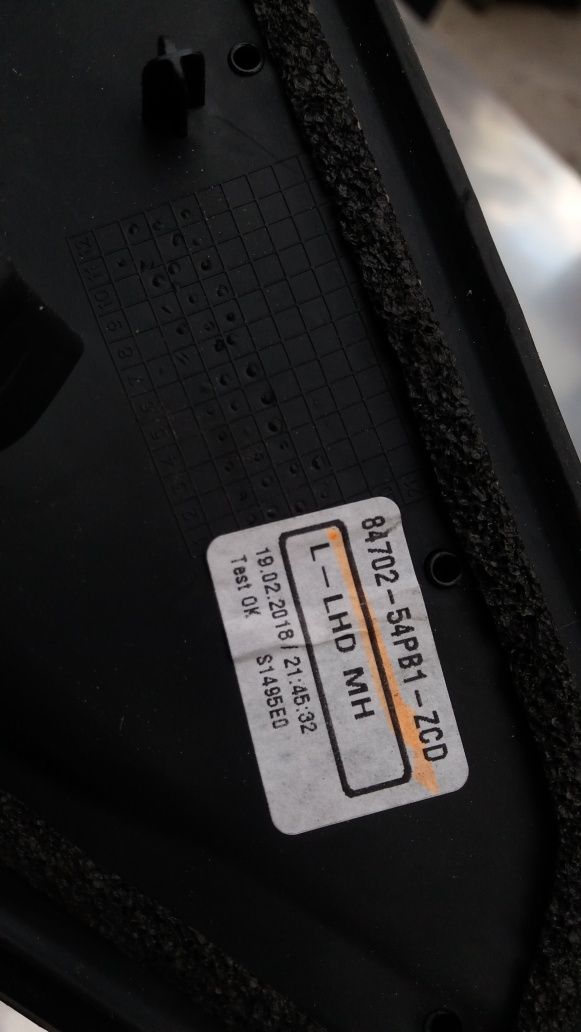 84702-54PB1-ZCD
L-LHD MH
19.02.2018 / 21:45:32
Test OK S1495E0